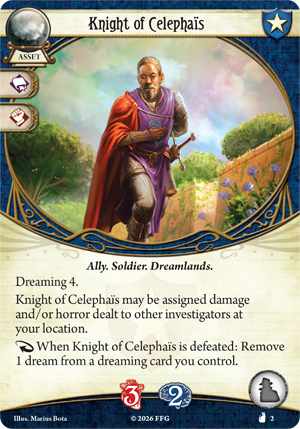 Knight of Celephaïs
ASSET
Ally. Soldier. Dreamlands.
Dreaming 4.
Knight of Celephaïs may be assigned damage
and/or horror dealt to other investigators at
your location.
When Knight of Celephaïs is defeated: Remove
1 dream from a dreaming card you control.
3 2
Illus. Marius Bota © 2026 FFG 2